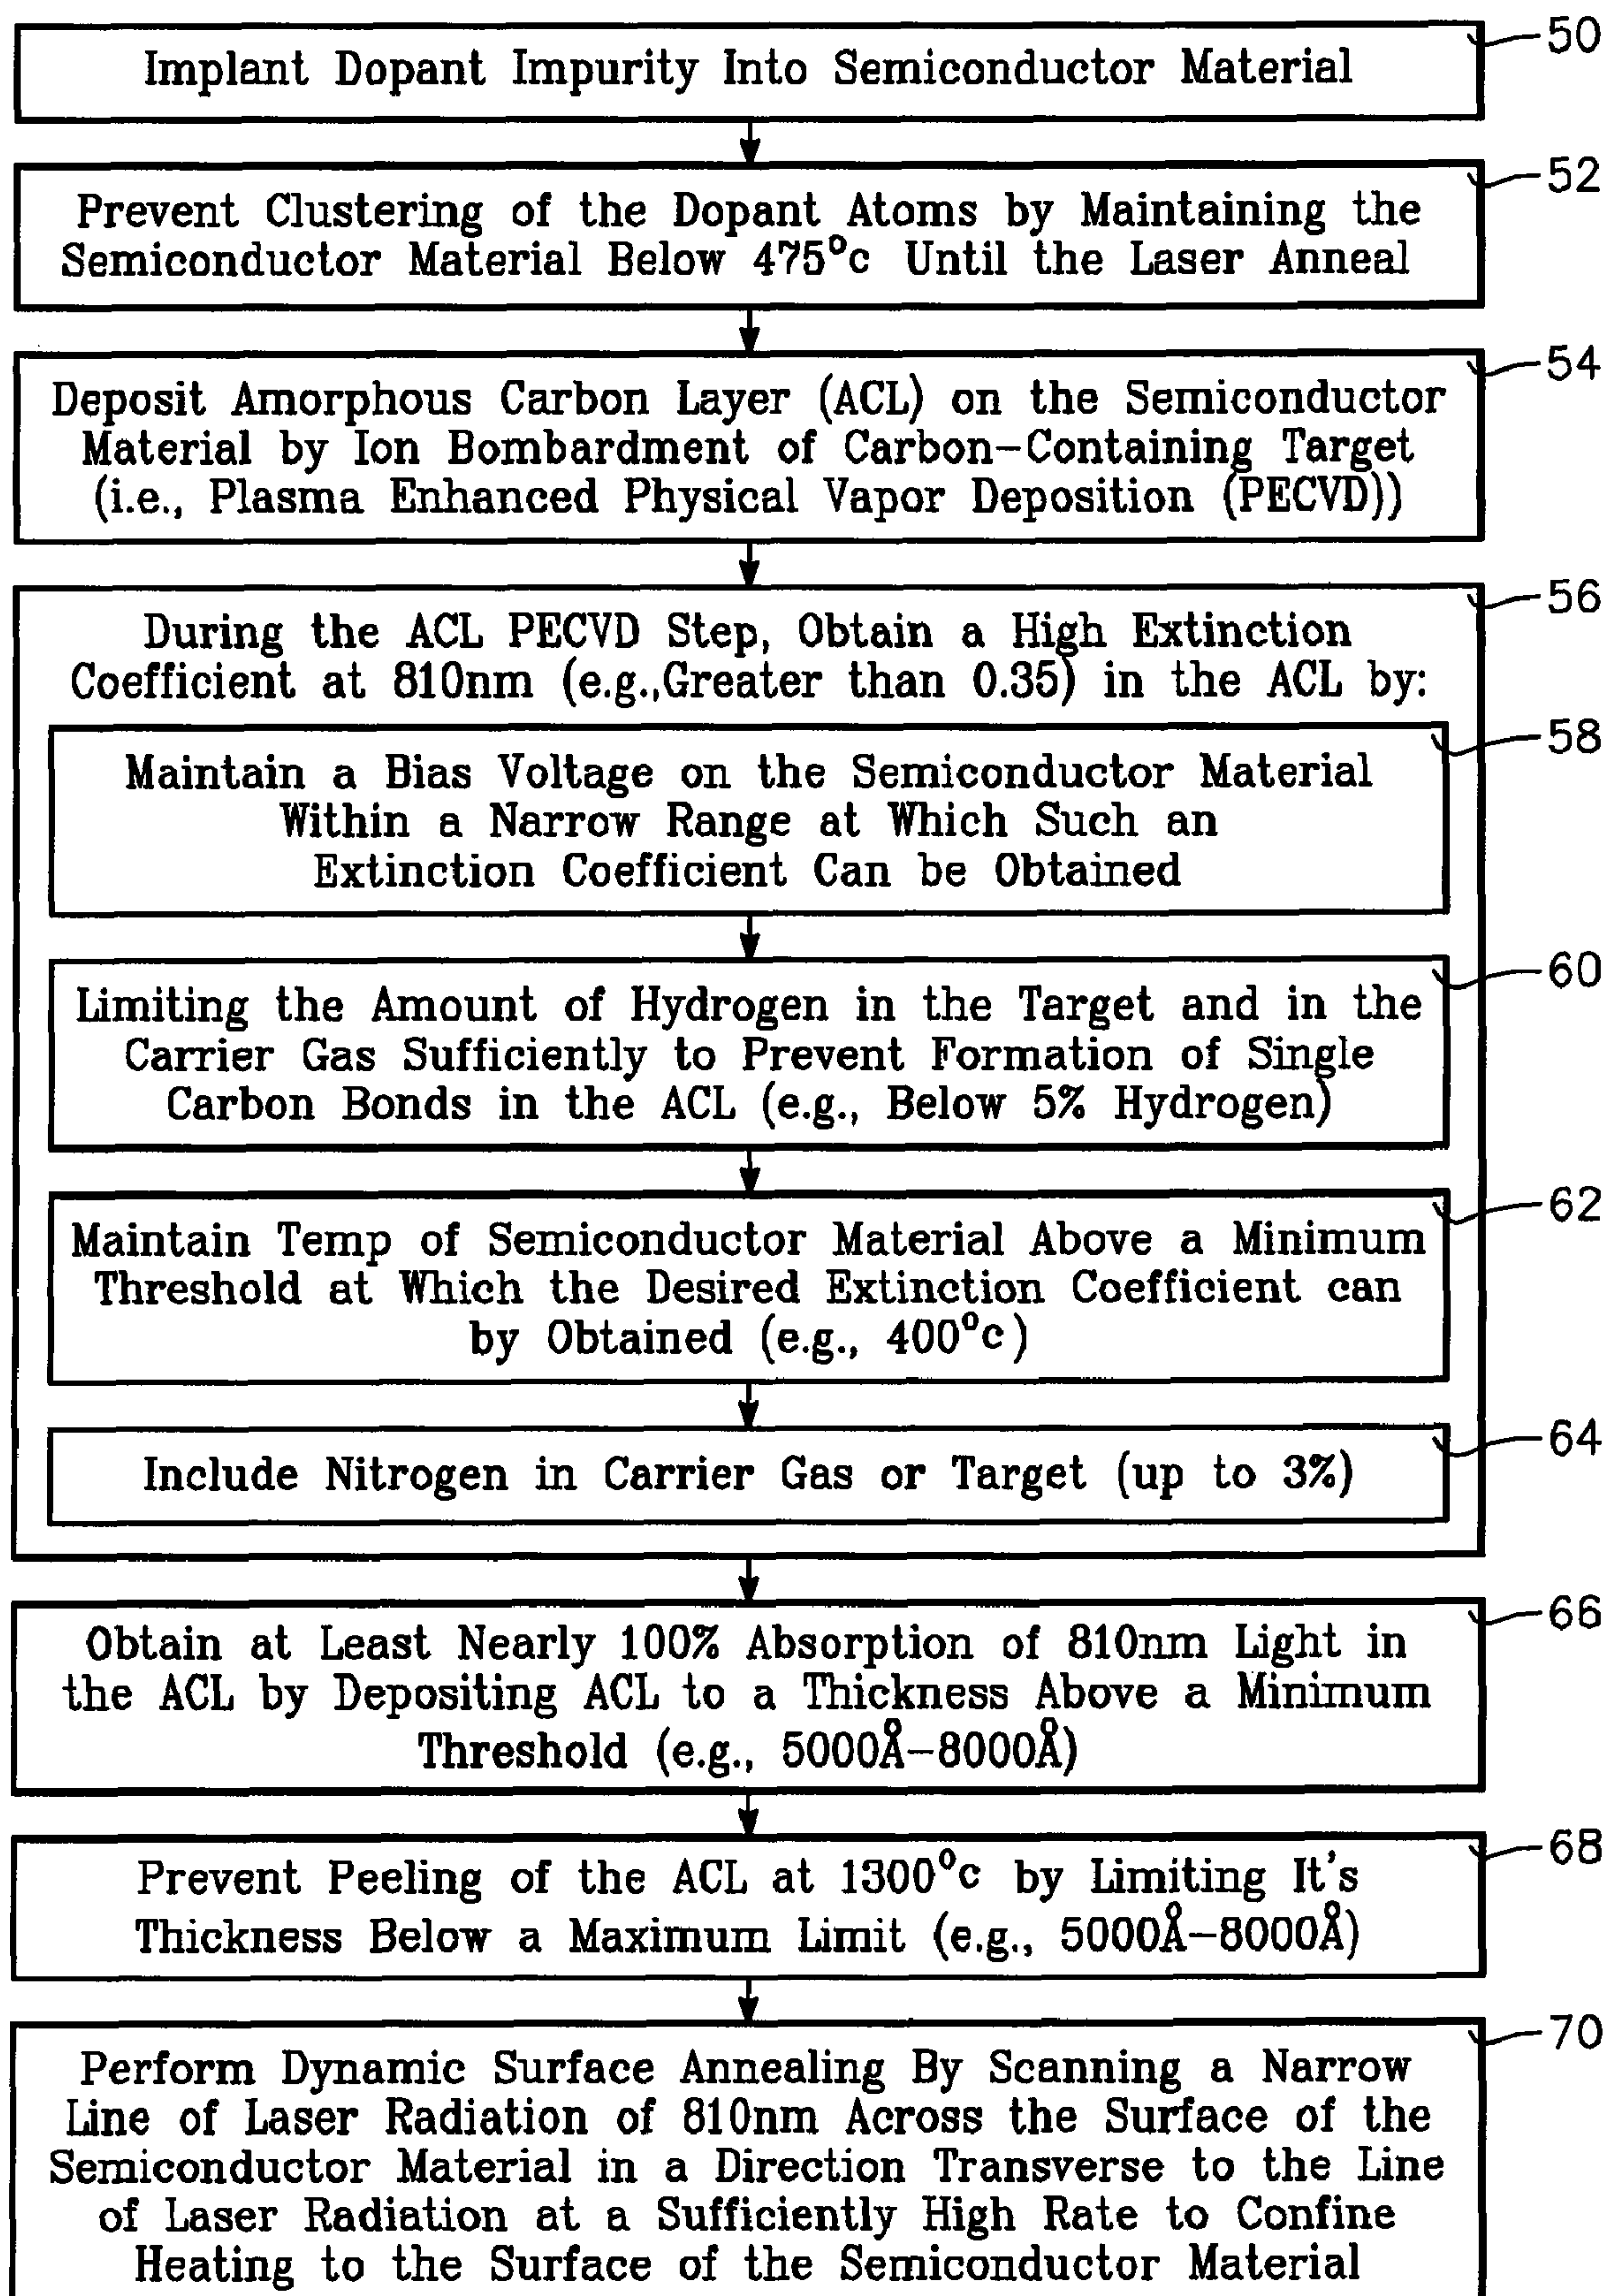 50
Implant Dopant Impurity Into Semiconductor Material
52
Prevent Clustering of the Dopant Atoms by Maintaining the
Semiconductor Material Below 475°c Until the Laser Anneal
54
Deposit Amorphous Carbon Layer (ACL) on the Semiconductor
Material by Ion Bombardment of Carbon-Containing Target
(i.e., Plasma Enhanced Physical Vapor Deposition (PECVD))
56
During the ACL PECVD Step, Obtain a High Extinction
Coefficient at 810nm (e.g.,Greater than 0.35) in the ACL by:
58
Maintain a Bias Voltage on the Semiconductor Material
Within a Narrow Range at Which Such an
Extinction Coefficient Can be Obtained
60
Limiting the Amount of Hydrogen in the Target and in the
Carrier Gas Sufficiently to Prevent Formation of Single
Carbon Bonds in the ACL (e.g., Below 5% Hydrogen)
62
Maintain Temp of Semiconductor Material Above a Minimum
Threshold at Which the Desired Extinction Coefficient can
by Obtained (e.g., 400°c)
64
Include Nitrogen in Carrier Gas or Target (up to 3%)
66
Obtain at Least Nearly 100% Absorption of 810nm Light in
the ACL by Depositing ACL to a Thickness Above a Minimum
Threshold (e.g., 5000Å-8000Å)
68
Prevent Peeling of the ACL at 1300°c by Limiting It's
Thickness Below a Maximum Limit (e.g., 5000Å-8000Å)
70
Perform Dynamic Surface Annealing By Scanning a Narrow
Line of Laser Radiation of 810nm Across the Surface of the
Semiconductor Material in a Direction Transverse to the Line
of Laser Radiation at a Sufficiently High Rate to Confine
Heating to the Surface of the Semiconductor Material